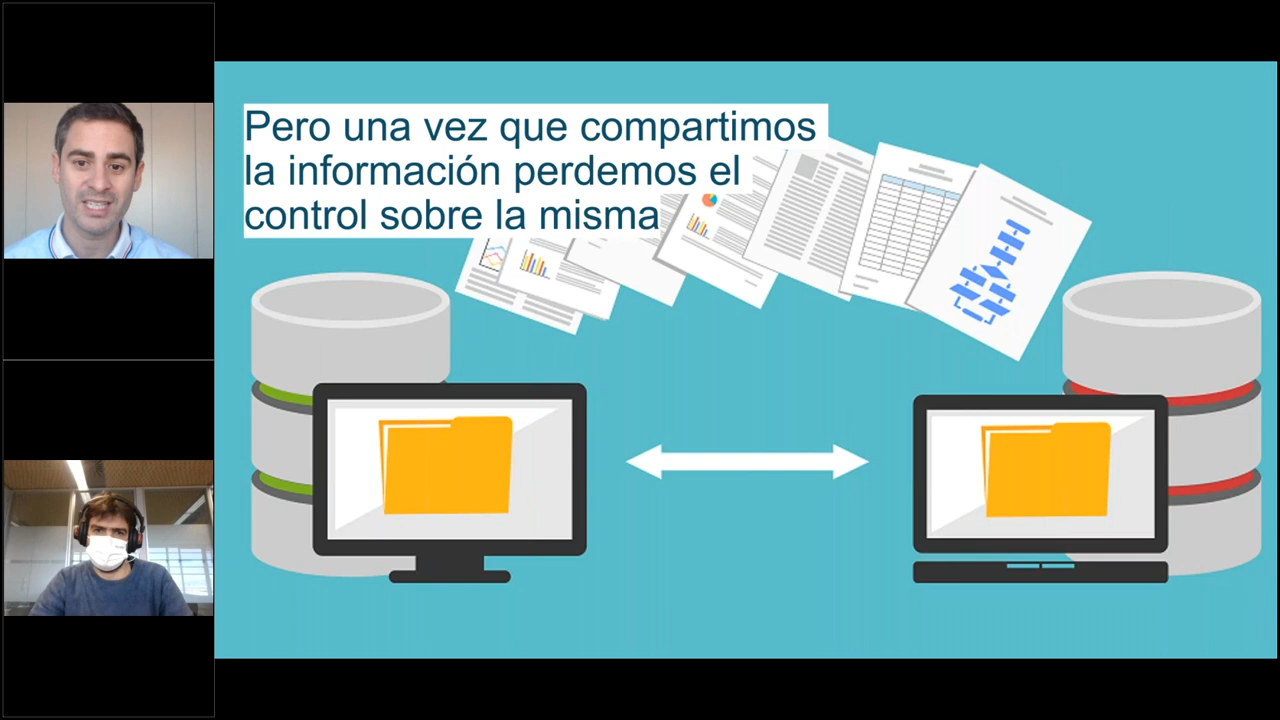 Pero una vez que compartimos
la información perdemos el
control sobre la misma